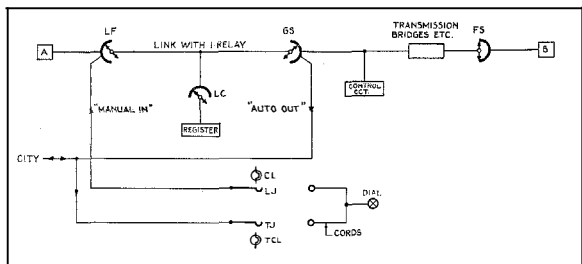 LF
GS
TRANSMISSION
BRIDGES ETC.
FS
A
LINK WITH 1 RELAY
B
LC
CONTROL
CCT.
"MANUAL IN"
"AUTO OUT"
REGISTER
CITY
CL
LJ
DIAL
TJ
CORDS
TCL